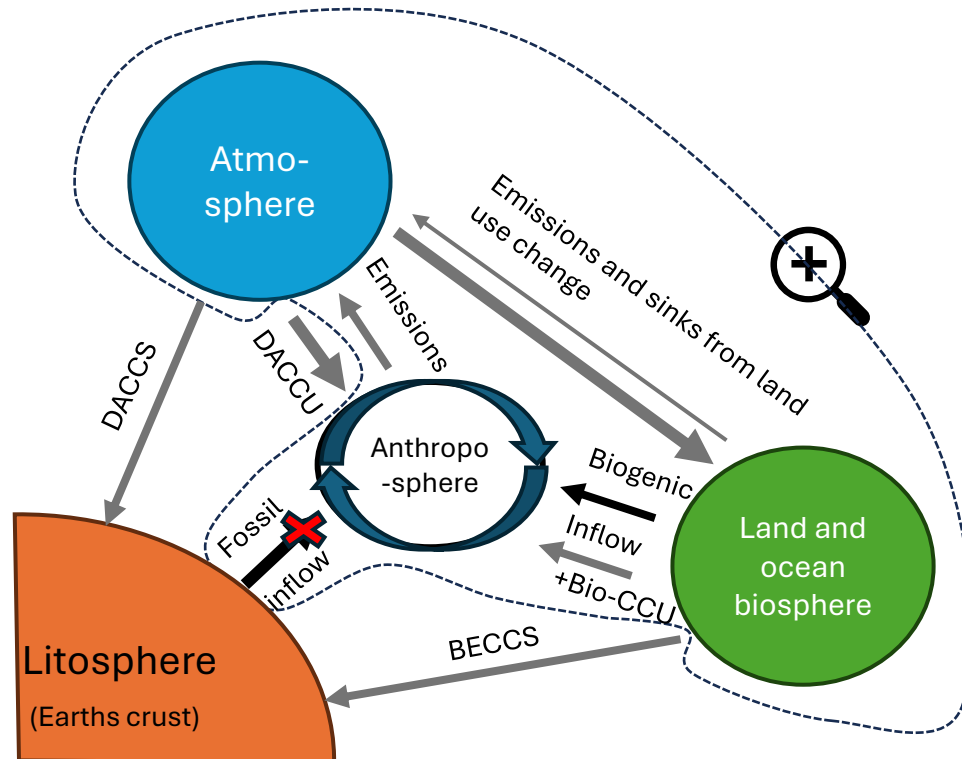 Atmo-
sphere
Emissions and sinks from land
use change
Emissions
DACCU
DACCS
Anthropo
-sphere
Biogenic
Inflow
+Bio-CCU
Fossil
inflow
Land and
ocean
biosphere
BECCS
Litosphere
(Earths crust)